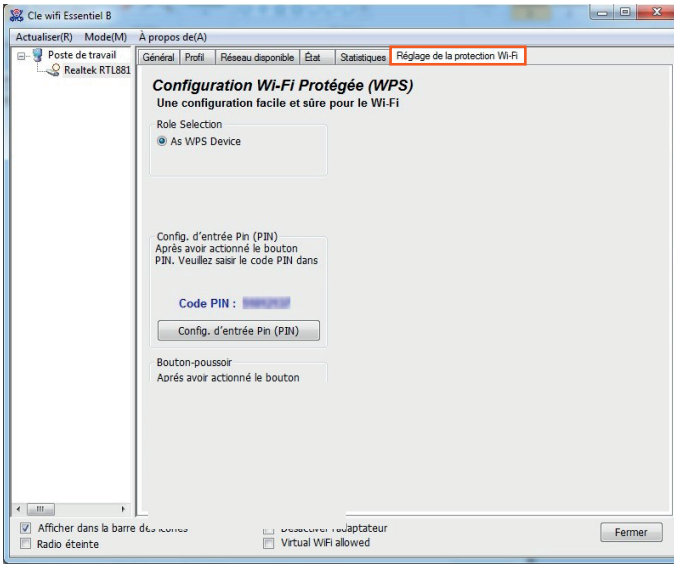 Cle wifi Essentiel B
Actualiser(R) Mode(M) À propos de(A)
Poste de travail
Realtek RTL881
Général Profil Réseau disponible État Statistiques Réglage de la protection Wi-Fi
Configuration Wi-Fi Protégée (WPS)
Une configuration facile et sûre pour le Wi-Fi
Role Selection
As WPS Device
Config. d'entrée Pin (PIN)
Après avoir actionné le bouton
PIN. Veuillez saisir le code PIN dans
Code PIN :
Config. d'entrée Pin (PIN)
Bouton-poussoir
Aprés avoir actionné le bouton
Afficher dans la barre des icônes
Désactiver l'adaptateur
Radio éteinte
Virtual WiFi allowed
Fermer